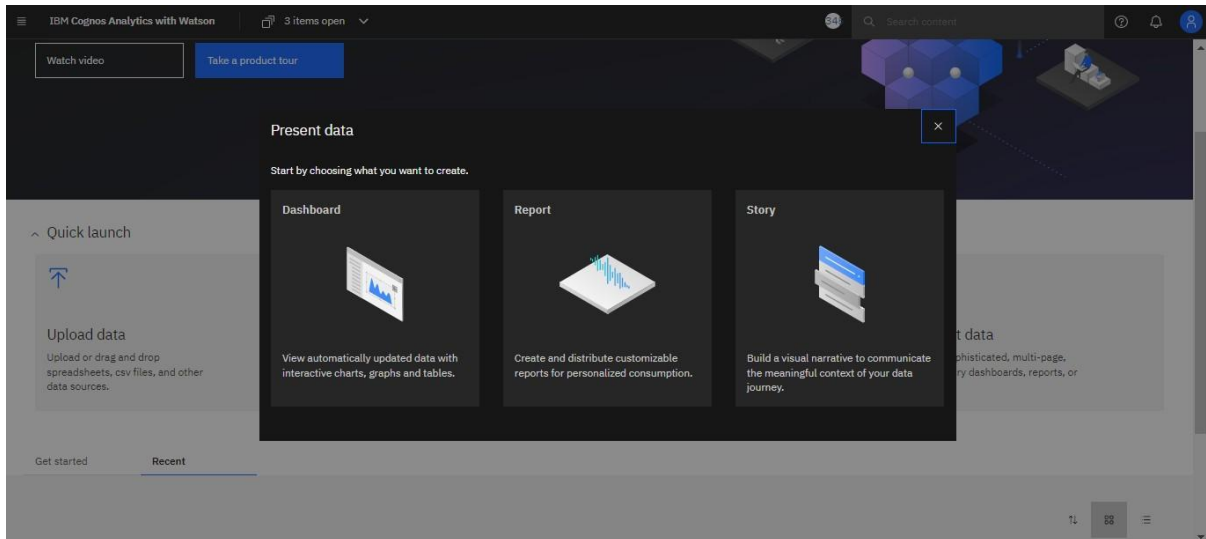 IBM Cognos Analytics with Watson
3 items open
34
Search content
Watch video
Take a product tour
Present data
Start by choosing what you want to create.
Dashboard
Report
Story
View automatically updated data with
interactive charts, graphs and tables.
Create and distribute customizable
reports for personalized consumption.
Build a visual narrative to communicate
the meaningful context of your data
journey.
Quick launch
Upload data
Upload or drag and drop
spreadsheets, csv files, and other
data sources.
t data
phisticated, multi-page,
ry dashboards, reports, or
Get started
Recent